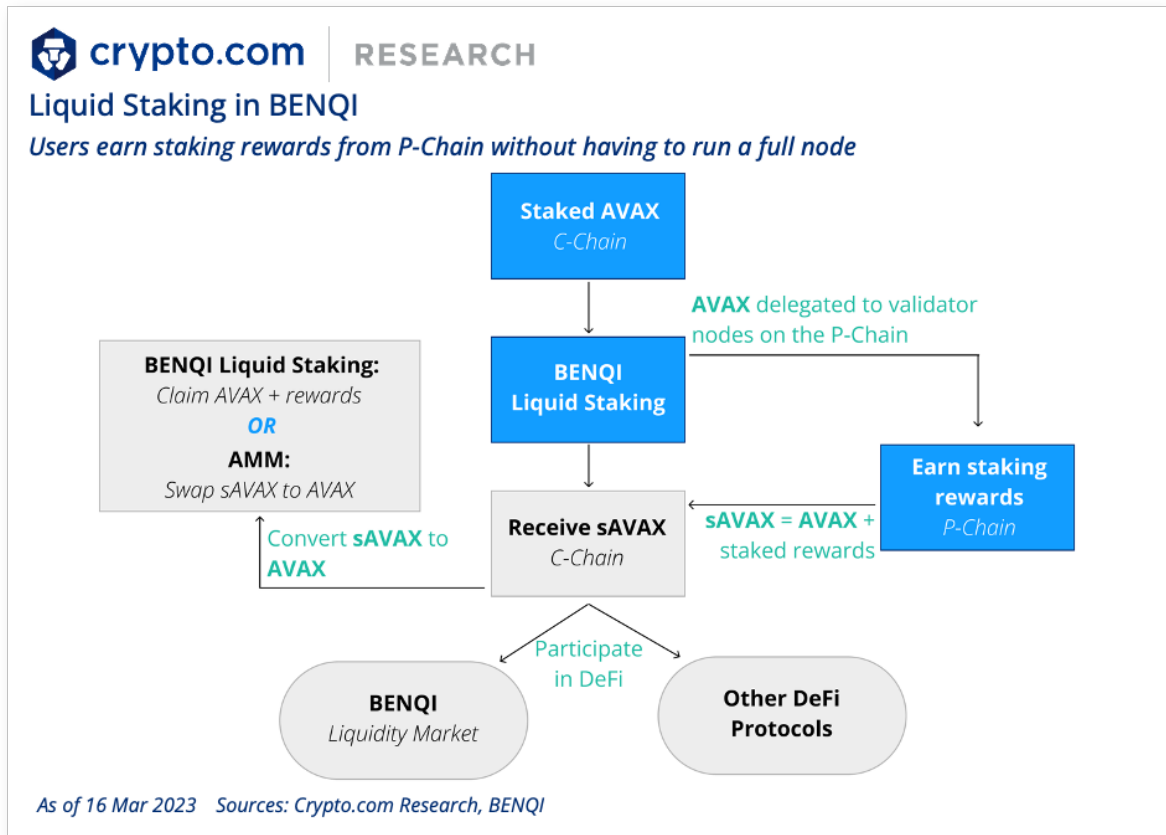 crypto.com RESEARCH
Liquid Staking in BENQI
Users earn staking rewards from P-Chain without having to run a full node
Staked AVAX
C-Chain
AVAX delegated to validator
nodes on the P-Chain
BENQI Liquid Staking:
Claim AVAX + rewards
OR
AMM:
Swap sAVAX to AVAX
BENQI
Liquid Staking
Earn staking
rewards
P-Chain
Receive sAVAX
C-Chain
sAVAX = AVAX +
staked rewards
Convert sAVAX to
AVAX
Participate
in DeFi
BENQI
Liquidity Market
Other DeFi
Protocols
As of 16 Mar 2023 Sources: Crypto.com Research, BENQI